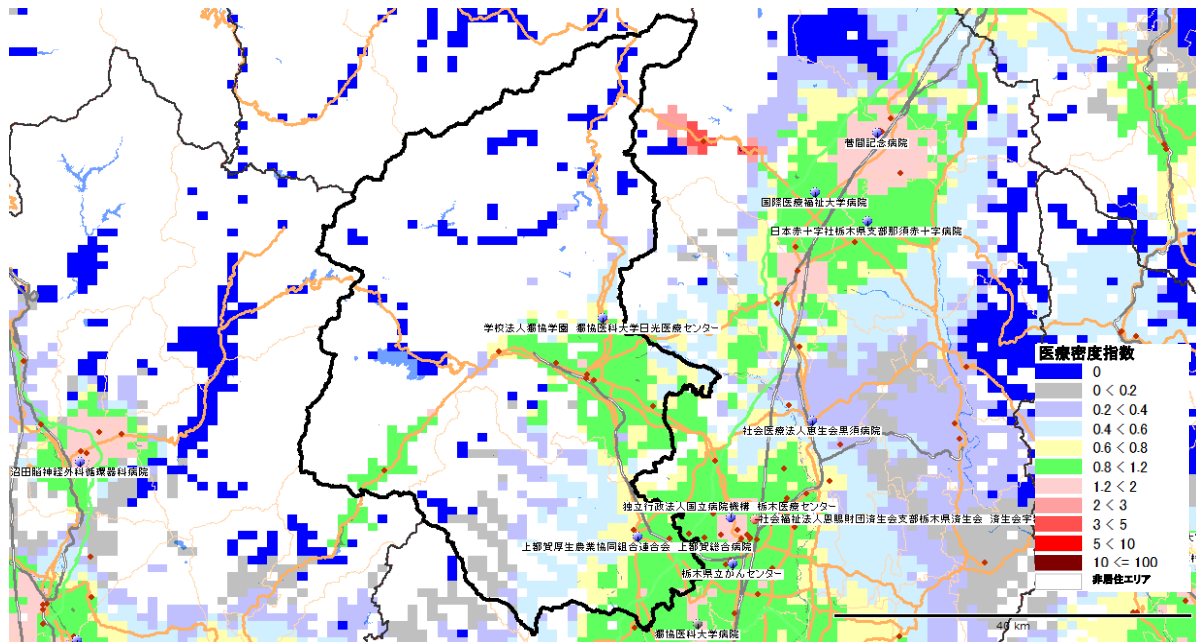 菅間記念病院
国際医療福祉大学病院
日本赤十字社栃木県支部那須赤十字病院
学校法人獨協学園　獨協医科大学日光医療センター
社会医療法人恵生会黒須病院
沼田脳神経外科循環器科病院
独立行政法人国立病院機構　栃木医療センター
社会福祉法人恩賜財団済生会支部栃木県済生会　済生会宇
上都賀厚生農業協同組合連合会　上都賀総合病院
栃木県立がんセンター
獨協医科大学病院
医療密度指数
0
0 < 0.2
0.2 < 0.4
0.4 < 0.6
0.6 < 0.8
0.8 < 1.2
1.2 < 2
2 < 3
3 < 5
5 < 10
10 <= 100
非居住エリア
40 km